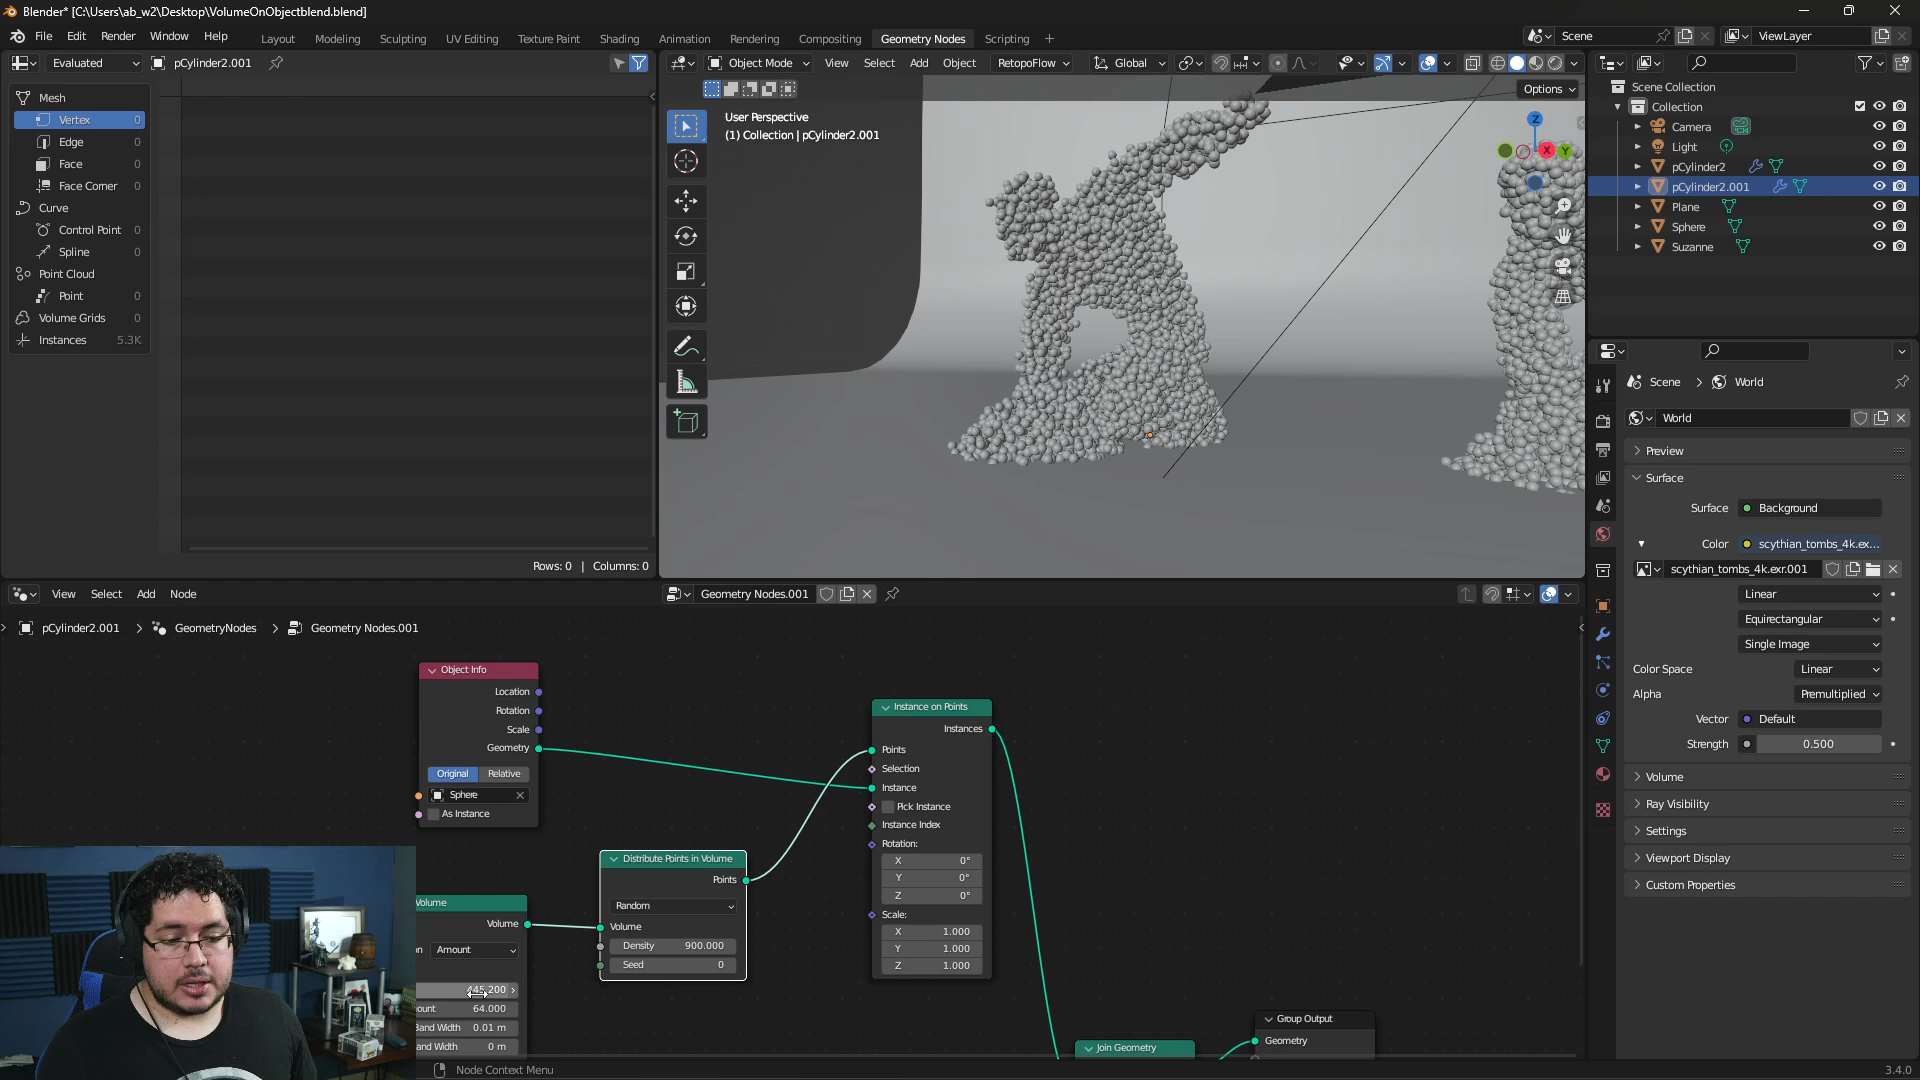 Blender* [C:\Users\ab_w2\Desktop\VolumeOnObjectblend.blend]
File Edit Render Window Help Layout Modeling Sculpting UV Editing Texture Paint Shading Animation Rendering Compositing Geometry Nodes Scripting + Scene ViewLayer
Evaluated pCylinder2.001
Object Mode View Select Add Object RetopoFlow Global
Options
Mesh
Vertex 0
Edge 0
Face 0
Face Corner 0
Curve
Control Point 0
Spline 0
Point Cloud
Point 0
Volume Grids 0
Instances 5.3K
Rows: 0 | Columns: 0
User Perspective
(1) Collection | pCylinder2.001
Z
X
Y
Scene Collection
Collection
Camera
Light
pCylinder2
pCylinder2.001
Plane
Sphere
Suzanne
Scene > World
World
Preview
Surface
Surface Background
Color scythian_tombs_4k.ex...
scythian_tombs_4k.exr.001
Linear
Equirectangular
Single Image
Color Space Linear
Alpha Premultiplied
Vector Default
Strength 0.500
Volume
Ray Visibility
Settings
Viewport Display
Custom Properties
View Select Add Node Geometry Nodes.001
pCylinder2.001 > GeometryNodes > Geometry Nodes.001
Object Info
Location
Rotation
Scale
Geometry
Original Relative
Sphere
As Instance
Distribute Points in Volume
Points
Random
Volume
Density 900.000
Seed 0
Volume
Volume
n Amount
445.200
ount 64.000
Band Width 0.01 m
and Width 0 m
Instance on Points
Instances
Points
Selection
Instance
Pick Instance
Instance Index
Rotation:
X 0°
Y 0°
Z 0°
Scale:
X 1.000
Y 1.000
Z 1.000
Join Geometry
Group Output
Geometry
Node Context Menu
3.4.0